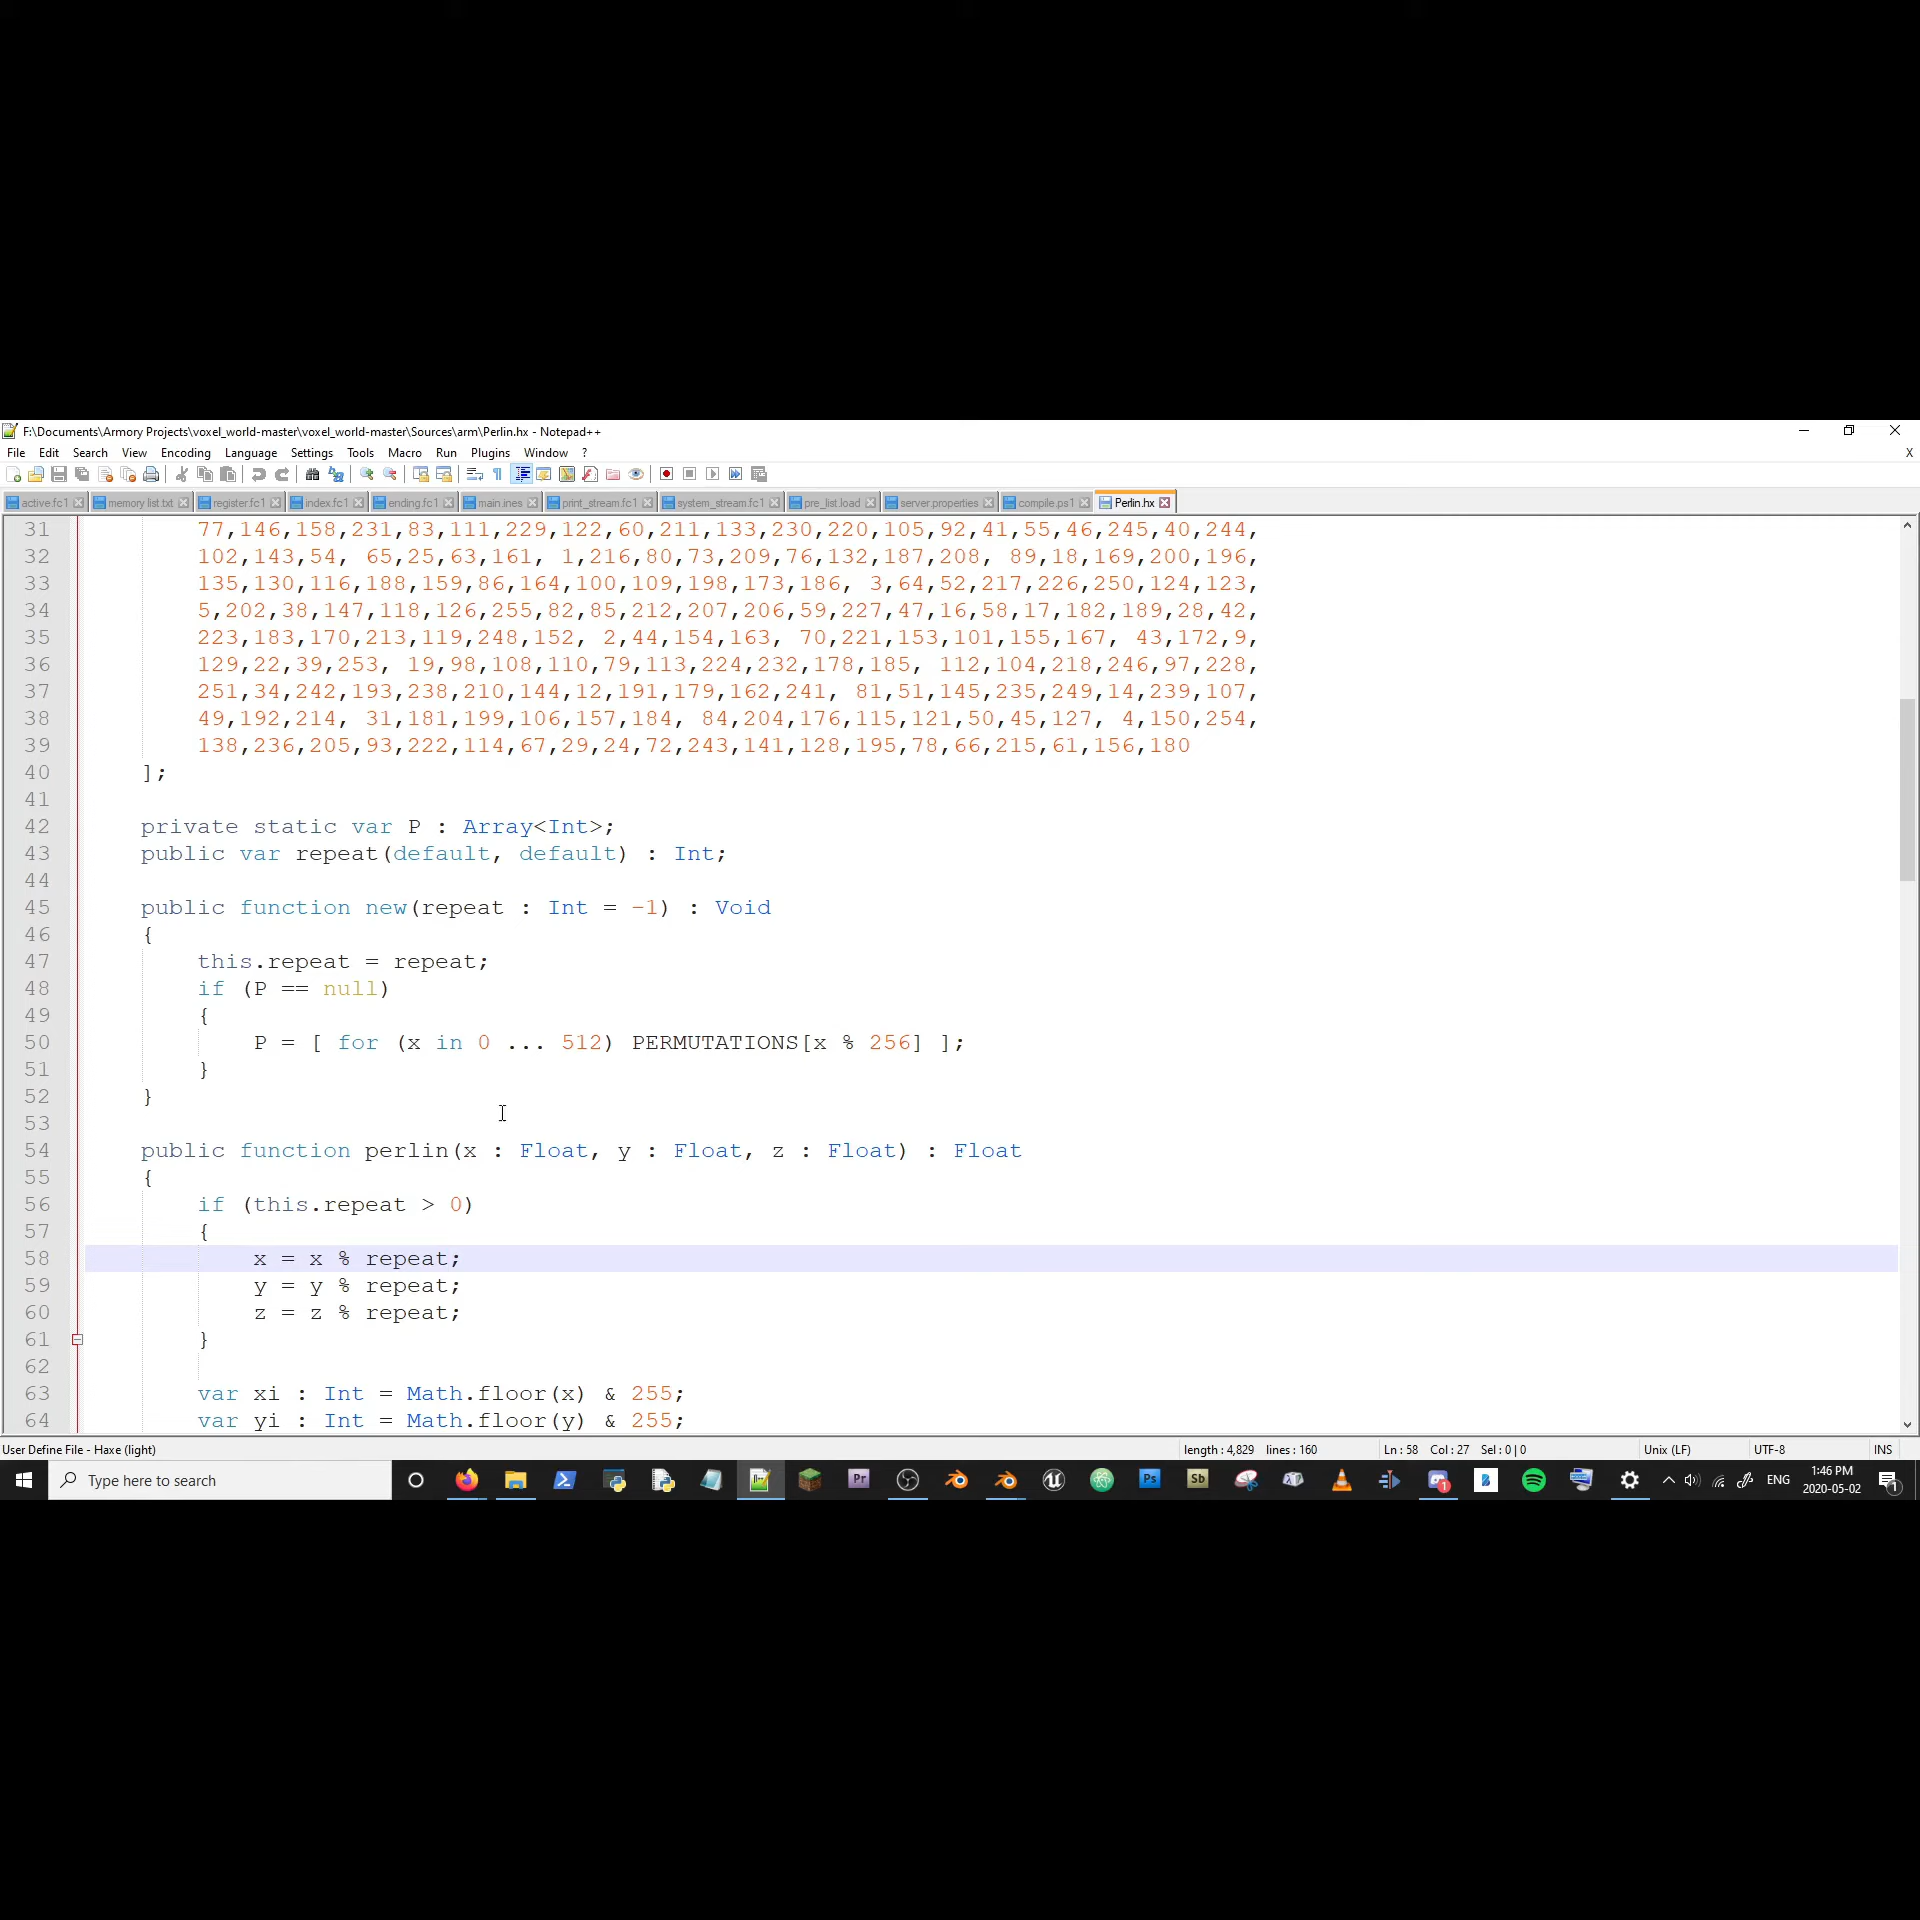 F:\Documents\Armory Projects\voxel_world-master\voxel_world-master\Sources\arm\Perlin.hx - Notepad++
File Edit Search View Encoding Language Settings Tools Macro Run Plugins Window ? X
active.fc1 memory list.txt register.fc1 index.fc1 ending.fc1 main.ines print_stream.fc1 system_stream.fc1 pre_list.load server.properties compile.ps1 Perlin.hx
31 77,146,158,231,83,111,229,122,60,211,133,230,220,105,92,41,55,46,245,40,244,
32 102,143,54, 65,25,63,161, 1,216,80,73,209,76,132,187,208, 89,18,169,200,196,
33 135,130,116,188,159,86,164,100,109,198,173,186, 3,64,52,217,226,250,124,123,
34 5,202,38,147,118,126,255,82,85,212,207,206,59,227,47,16,58,17,182,189,28,42,
35 223,183,170,213,119,248,152, 2,44,154,163, 70,221,153,101,155,167, 43,172,9,
36 129,22,39,253, 19,98,108,110,79,113,224,232,178,185, 112,104,218,246,97,228,
37 251,34,242,193,238,210,144,12,191,179,162,241, 81,51,145,235,249,14,239,107,
38 49,192,214, 31,181,199,106,157,184, 84,204,176,115,121,50,45,127, 4,150,254,
39 138,236,205,93,222,114,67,29,24,72,243,141,128,195,78,66,215,61,156,180
40 ];
41
42 private static var P : Array<Int>;
43 public var repeat(default, default) : Int;
44
45 public function new(repeat : Int = -1) : Void
46 {
47 this.repeat = repeat;
48 if (P == null)
49 {
50 P = [ for (x in 0 ... 512) PERMUTATIONS[x % 256] ];
51 }
52 }
53
54 public function perlin(x : Float, y : Float, z : Float) : Float
55 {
56 if (this.repeat > 0)
57 {
58 x = x % repeat;
59 y = y % repeat;
60 z = z % repeat;
61 }
62
63 var xi : Int = Math.floor(x) & 255;
64 var yi : Int = Math.floor(y) & 255;
User Define File - Haxe (light) length : 4,829 lines : 160 Ln : 58 Col : 27 Sel : 0 | 0 Unix (LF) UTF-8 INS
Type here to search Pr Ps Sb 1 ENG 1:46 PM 1
2020-05-02